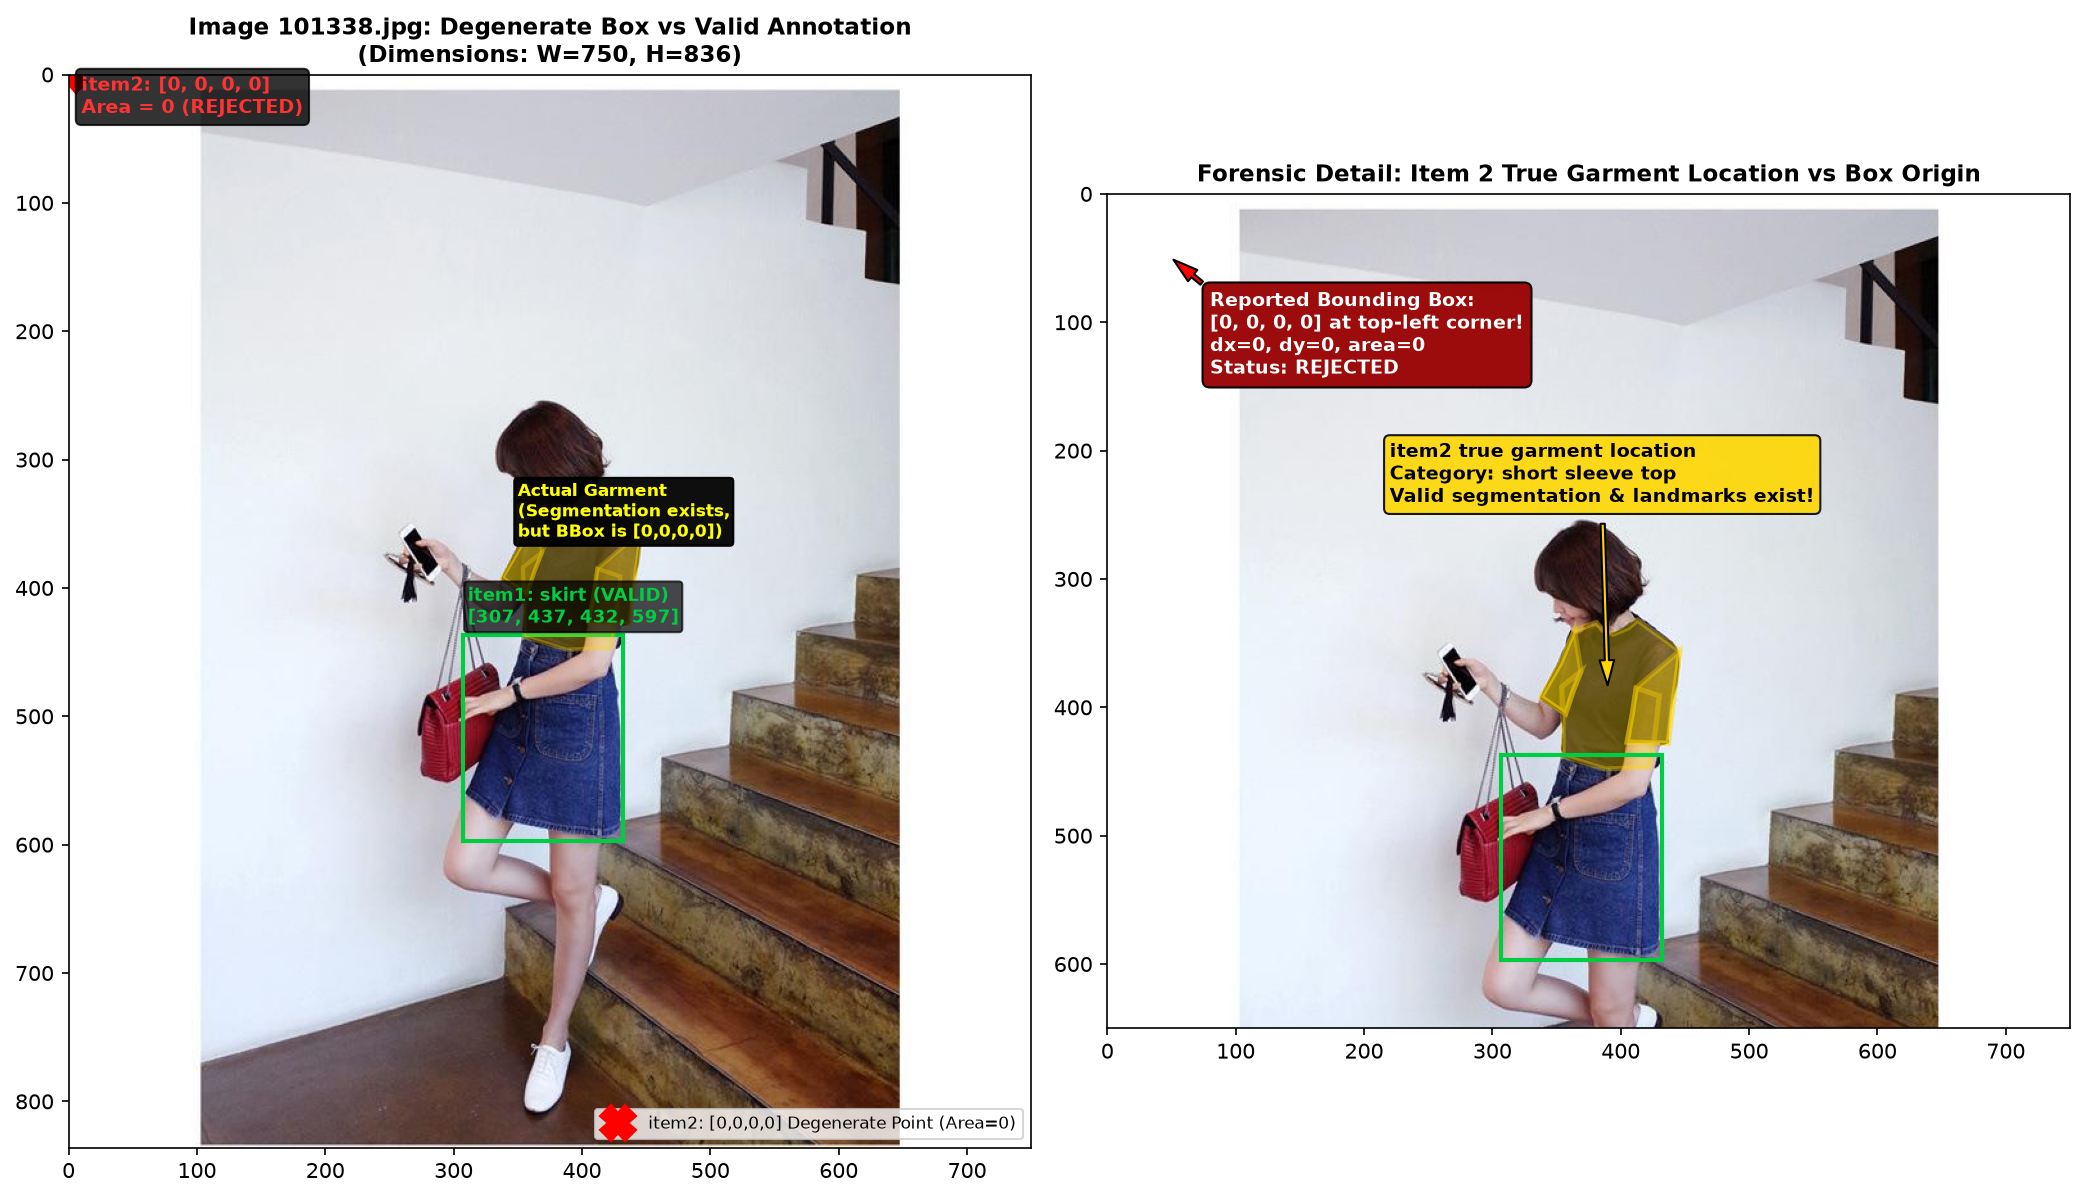 Image 101338.jpg: Degenerate Box vs Valid Annotation
(Dimensions: W=750, H=836)
item2: [0, 0, 0, 0]
Area = 0 (REJECTED)
Actual Garment
(Segmentation exists,
but BBox is [0,0,0,0])
item1: skirt (VALID)
[307, 437, 432, 597]
item2: [0,0,0,0] Degenerate Point (Area=0)
0
100
200
300
400
500
600
700
800
0 100 200 300 400 500 600 700
Forensic Detail: Item 2 True Garment Location vs Box Origin
Reported Bounding Box:
[0, 0, 0, 0] at top-left corner!
dx=0, dy=0, area=0
Status: REJECTED
item2 true garment location
Category: short sleeve top
Valid segmentation & landmarks exist!
0
100
200
300
400
500
600
0 100 200 300 400 500 600 700